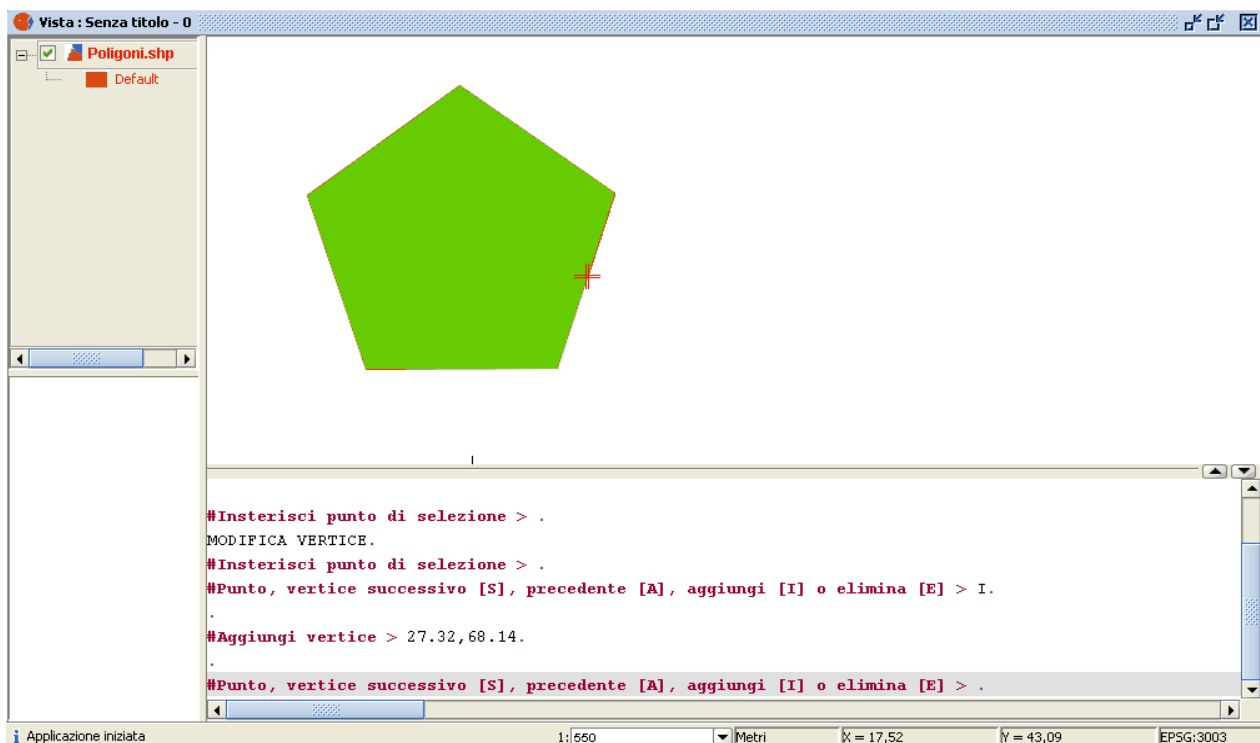 Vista : Senza titolo - 0
Poligoni.shp
Default
#Insterisci punto di selezione > .
MODIFICA VERTICE.
#Insterisci punto di selezione > .
#Punto, vertice successivo [S], precedente [A], aggiungi [I] o elimina [E] > I.
.
#Aggiungi vertice > 27.32,68.14.
.
#Punto, vertice successivo [S], precedente [A], aggiungi [I] o elimina [E] > .
Applicazione iniziata 1: 550 Metri X = 17,52 Y = 43,09 EPSG:3003